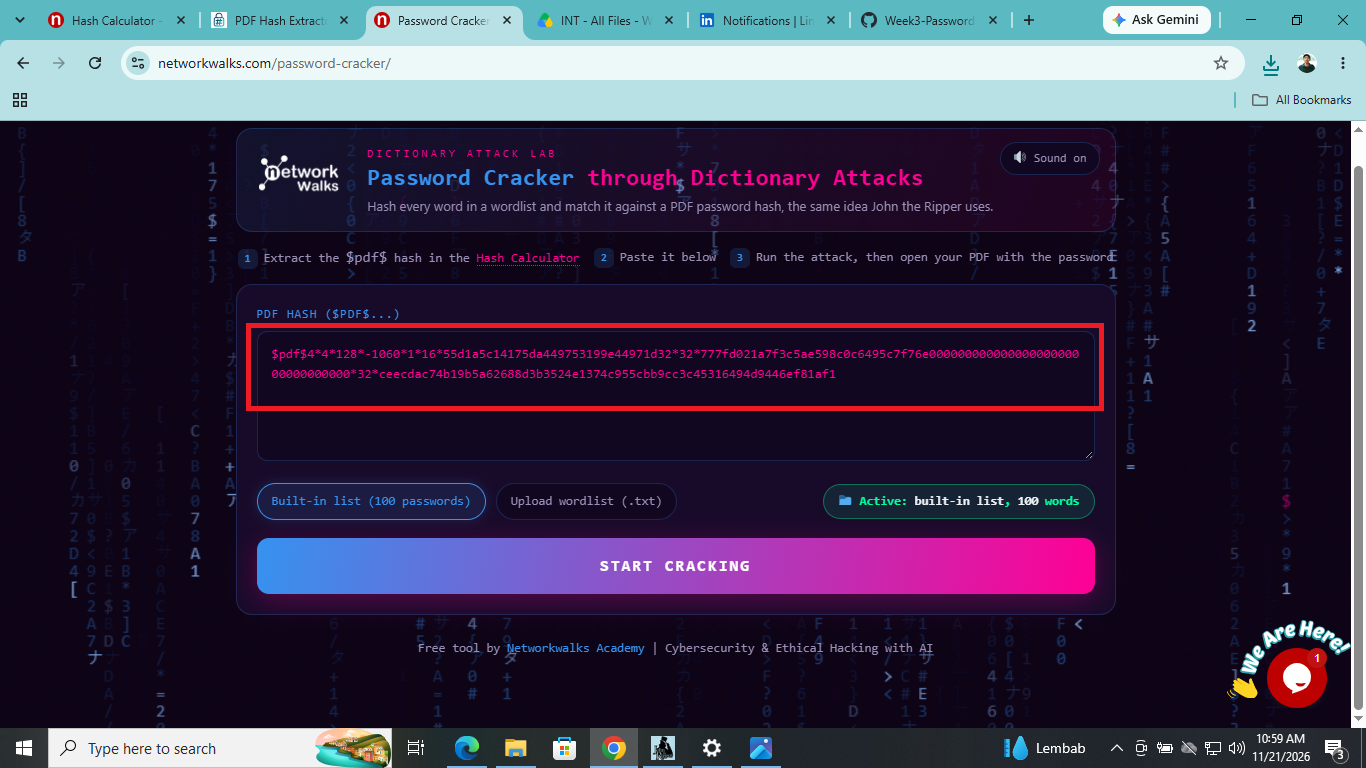 Hash Calculator -
PDF Hash Extract
Password Cracker
INT - All Files - W
Notifications | Lin
Week3-Password
Ask Gemini
networkwalks.com/password-cracker/
All Bookmarks
network
Walks
DICTIONARY ATTACK LAB
Password Cracker through Dictionary Attacks
Hash every word in a wordlist and match it against a PDF password hash, the same idea John the Ripper uses.
Sound on
1 Extract the $pdf$ hash in the Hash Calculator 2 Paste it below 3 Run the attack, then open your PDF with the password
PDF HASH ($PDF$...)
$pdf$4*4*128*-1060*1*16*55d1a5c14175da449753199e44971d32*32*777fd021a7f3c5ae598c0c6495c7f76e0000000000000000000
0000000000000*32*ceecdac74b19b5a62688d3b3524e1374c955cbb9cc3c45316494d9446ef81af1
Built-in list (100 passwords)
Upload wordlist (.txt)
Active: built-in list, 100 words
START CRACKING
Free tool by Networkwalks Academy | Cybersecurity & Ethical Hacking with AI
We Are Here!
1
Type here to search
Lembab
10:59 AM
11/21/2026
3